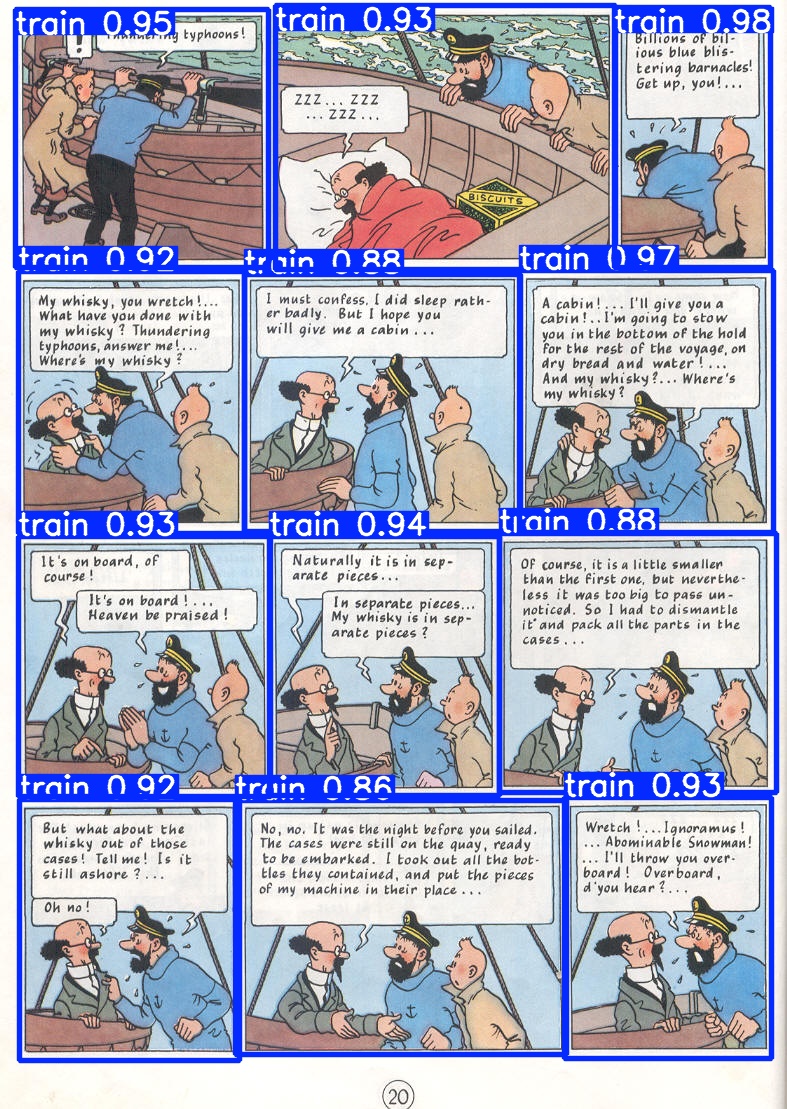 train 0.95
train 0.93
train 0.98
!
Thundering typhoons!
ZZZ... ZZZ
... ZZZ ...
BISCUITS
Billions of bil-
ious blue blis-
tering barnacles!
Get up, you!...
train 0.92
train 0.88
train 0.97
My whisky, you wretch!...
What have you done with
my whisky? Thundering
typhoons, answer me!...
Where's my whisky?
I must confess, I did sleep rath-
er badly. But I hope you
will give me a cabin ...
A cabin!... I'll give you a
cabin!.. I'm going to stow
you in the bottom of the hold
for the rest of the voyage, on
dry bread and water!...
And my whisky?... Where's
my whisky?
train 0.93
train 0.94
train 0.88
It's on board, of
course!
It's on board!...
Heaven be praised!
Naturally it is in sep-
arate pieces...
In separate pieces...
My whisky is in sep-
arate pieces?
Of course, it is a little smaller
than the first one, but neverthe-
less it was too big to pass un-
noticed. So I had to dismantle
it and pack all the parts in the
cases...
train 0.92
train 0.86
train 0.93
But what about the
whisky out of those
cases! Tell me! Is it
still ashore?...
Oh no!
No, no. It was the night before you sailed.
The cases were still on the quay, ready
to be embarked. I took out all the bot-
tles they contained, and put the pieces
of my machine in their place...
Wretch!...Ignoramus!
... Abominable Snowman!
... I'll throw you over-
board! Overboard,
d'you hear?...
20